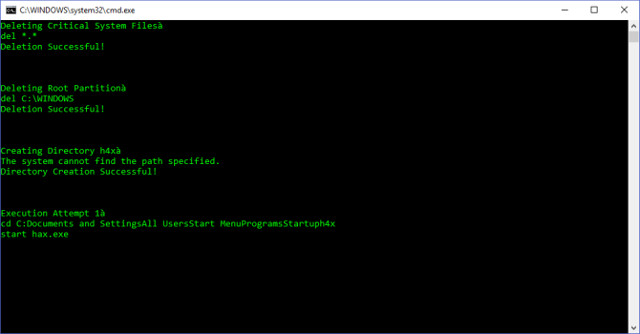 C:\WINDOWS\system32\cmd.exe
Deleting Critical System Filesà
del *.*
Deletion Successful!
Deleting Root Partitionà
del C:\WINDOWS
Deletion Successful!
Creating Directory h4xà
The system cannot find the path specified.
Directory Creation Successful!
Execution Attempt 1à
cd C:Documents and SettingsAll UsersStart MenuProgramsStartuph4x
start hax.exe